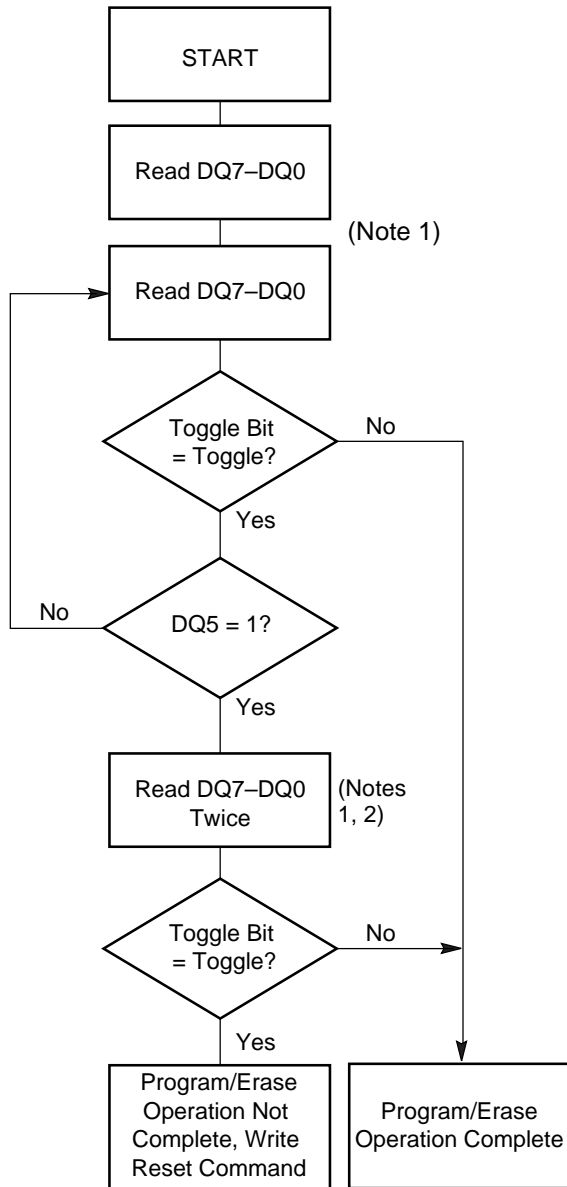 START
Read DQ7–DQ0
(Note 1)
Read DQ7–DQ0
Toggle Bit
= Toggle?
No
Yes
No
DQ5 = 1?
Yes
Read DQ7–DQ0
Twice
(Notes
1, 2)
Toggle Bit
= Toggle?
No
Yes
Program/Erase
Operation Not
Complete, Write
Reset Command
Program/Erase
Operation Complete